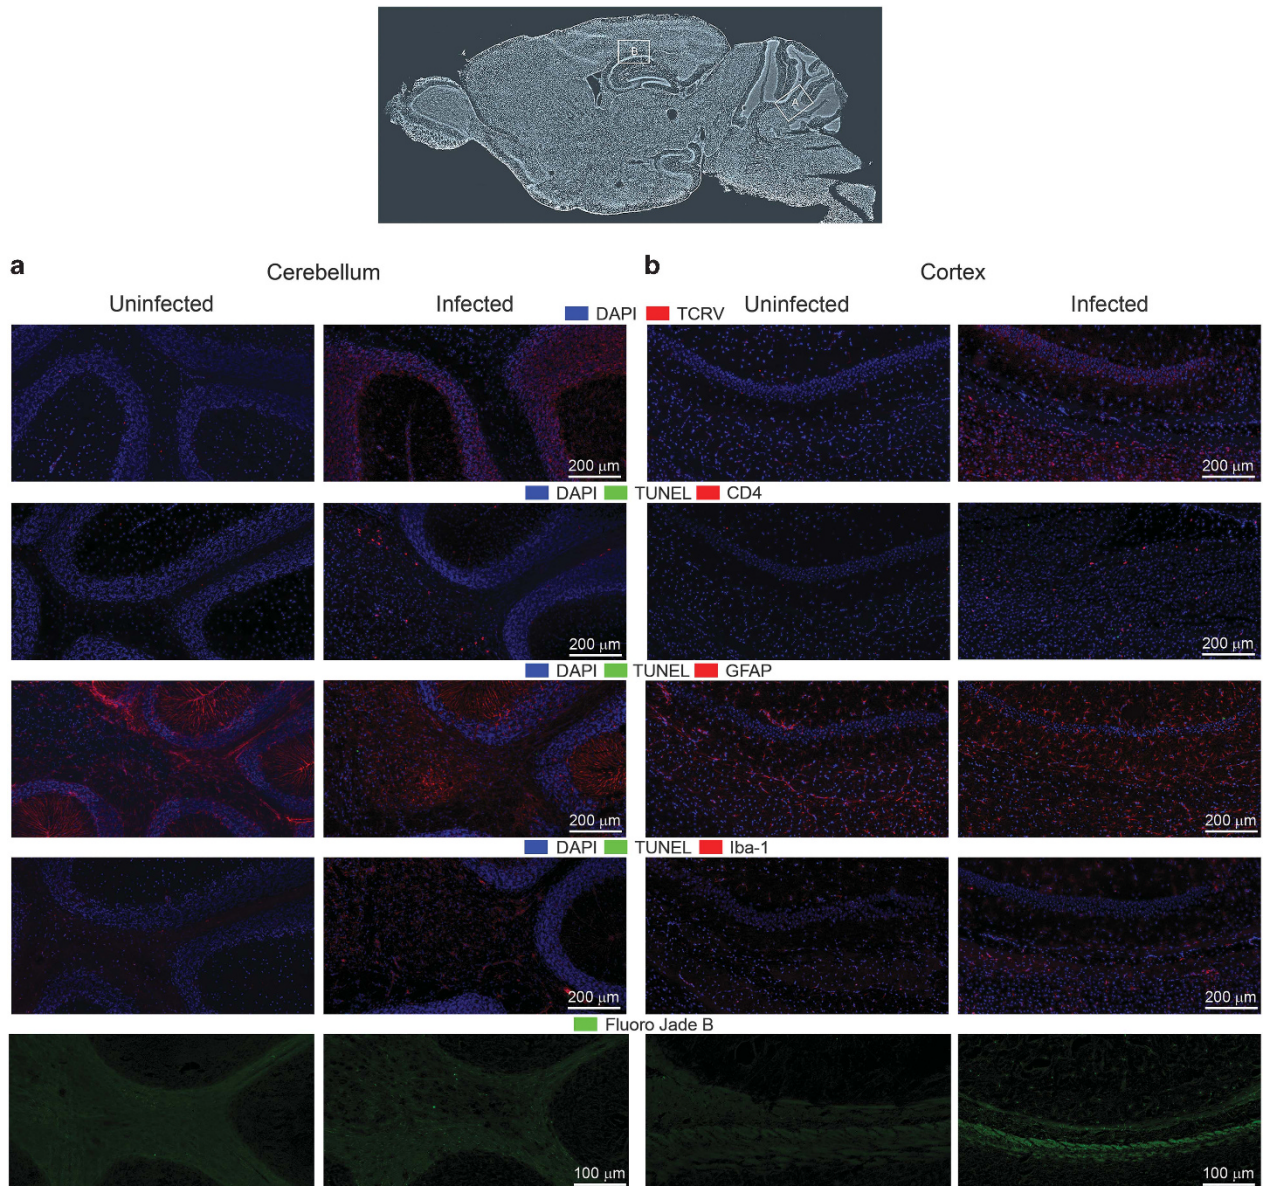 B
A
a
Cerebellum
b
Cortex
Uninfected
Infected
DAPI TCRV
Uninfected
Infected
200 μm
200 μm
DAPI TUNEL CD4
200 μm
200 μm
DAPI TUNEL GFAP
200 μm
200 μm
DAPI TUNEL Iba-1
200 μm
200 μm
Fluoro Jade B
100 μm
100 μm